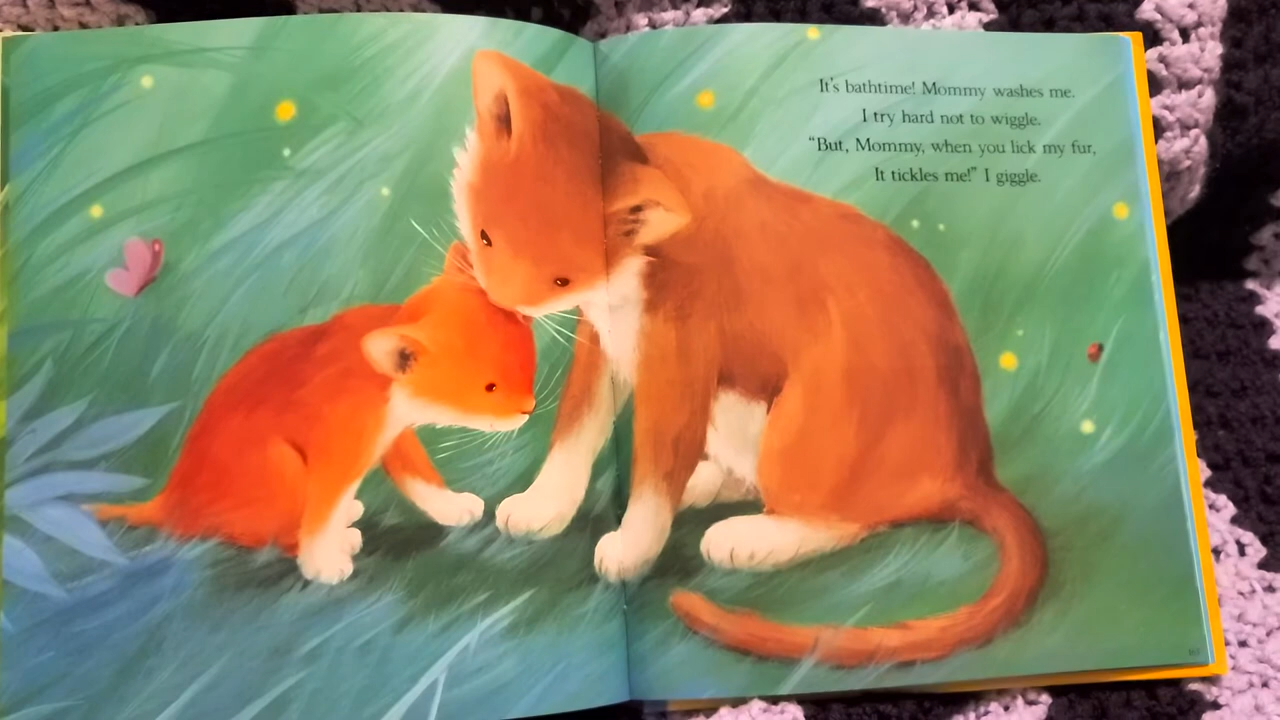 It's bathtime! Mommy washes me.
I try hard not to wiggle.
"But, Mommy, when you lick my fur,
It tickles me!" I giggle.